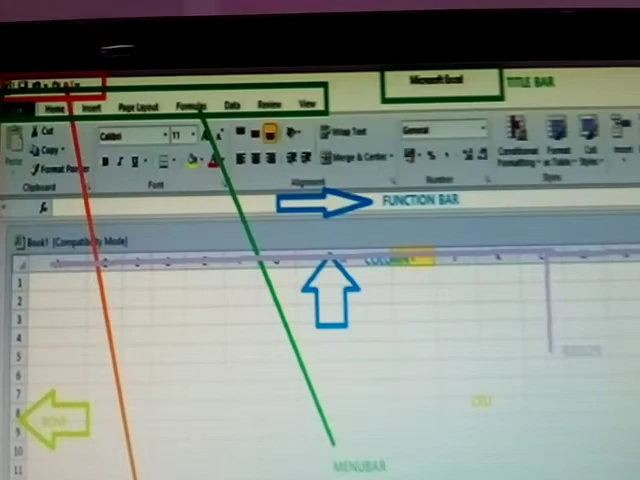 Microsoft Excel TITLE BAR
Home Insert Page Layout Formulas Data Review View
Cut
Copy
Format Painter
Paste
Clipboard
Calibri 11
B I U
Font
Wrap Text
Merge & Center
Alignment
General
Number
Conditional Formatting
Format as Table
Cell Styles
Styles
Insert
fx
FUNCTION BAR
Book1 [Compatibility Mode]
COLUMN
1
2
3
4
5
6
7
8
9
10
11
ROW
CELL
MENUBAR